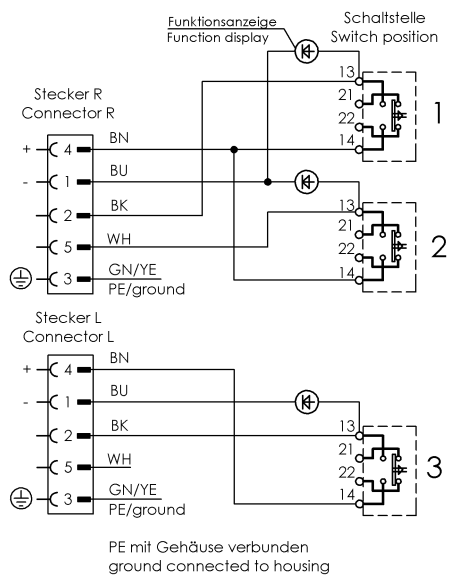 Funktionsanzeige
Function display
Schaltstelle
Switch position
Stecker R
Connector R
13
21
22
14
1
+ 4 BN
- 1 BU
2 BK
5 WH
3 GN/YE
PE/ground
13
21
22
14
2
Stecker L
Connector L
+ 4 BN
- 1 BU
2 BK
5 WH
3 GN/YE
PE/ground
13
21
22
14
3
PE mit Gehäuse verbunden
ground connected to housing